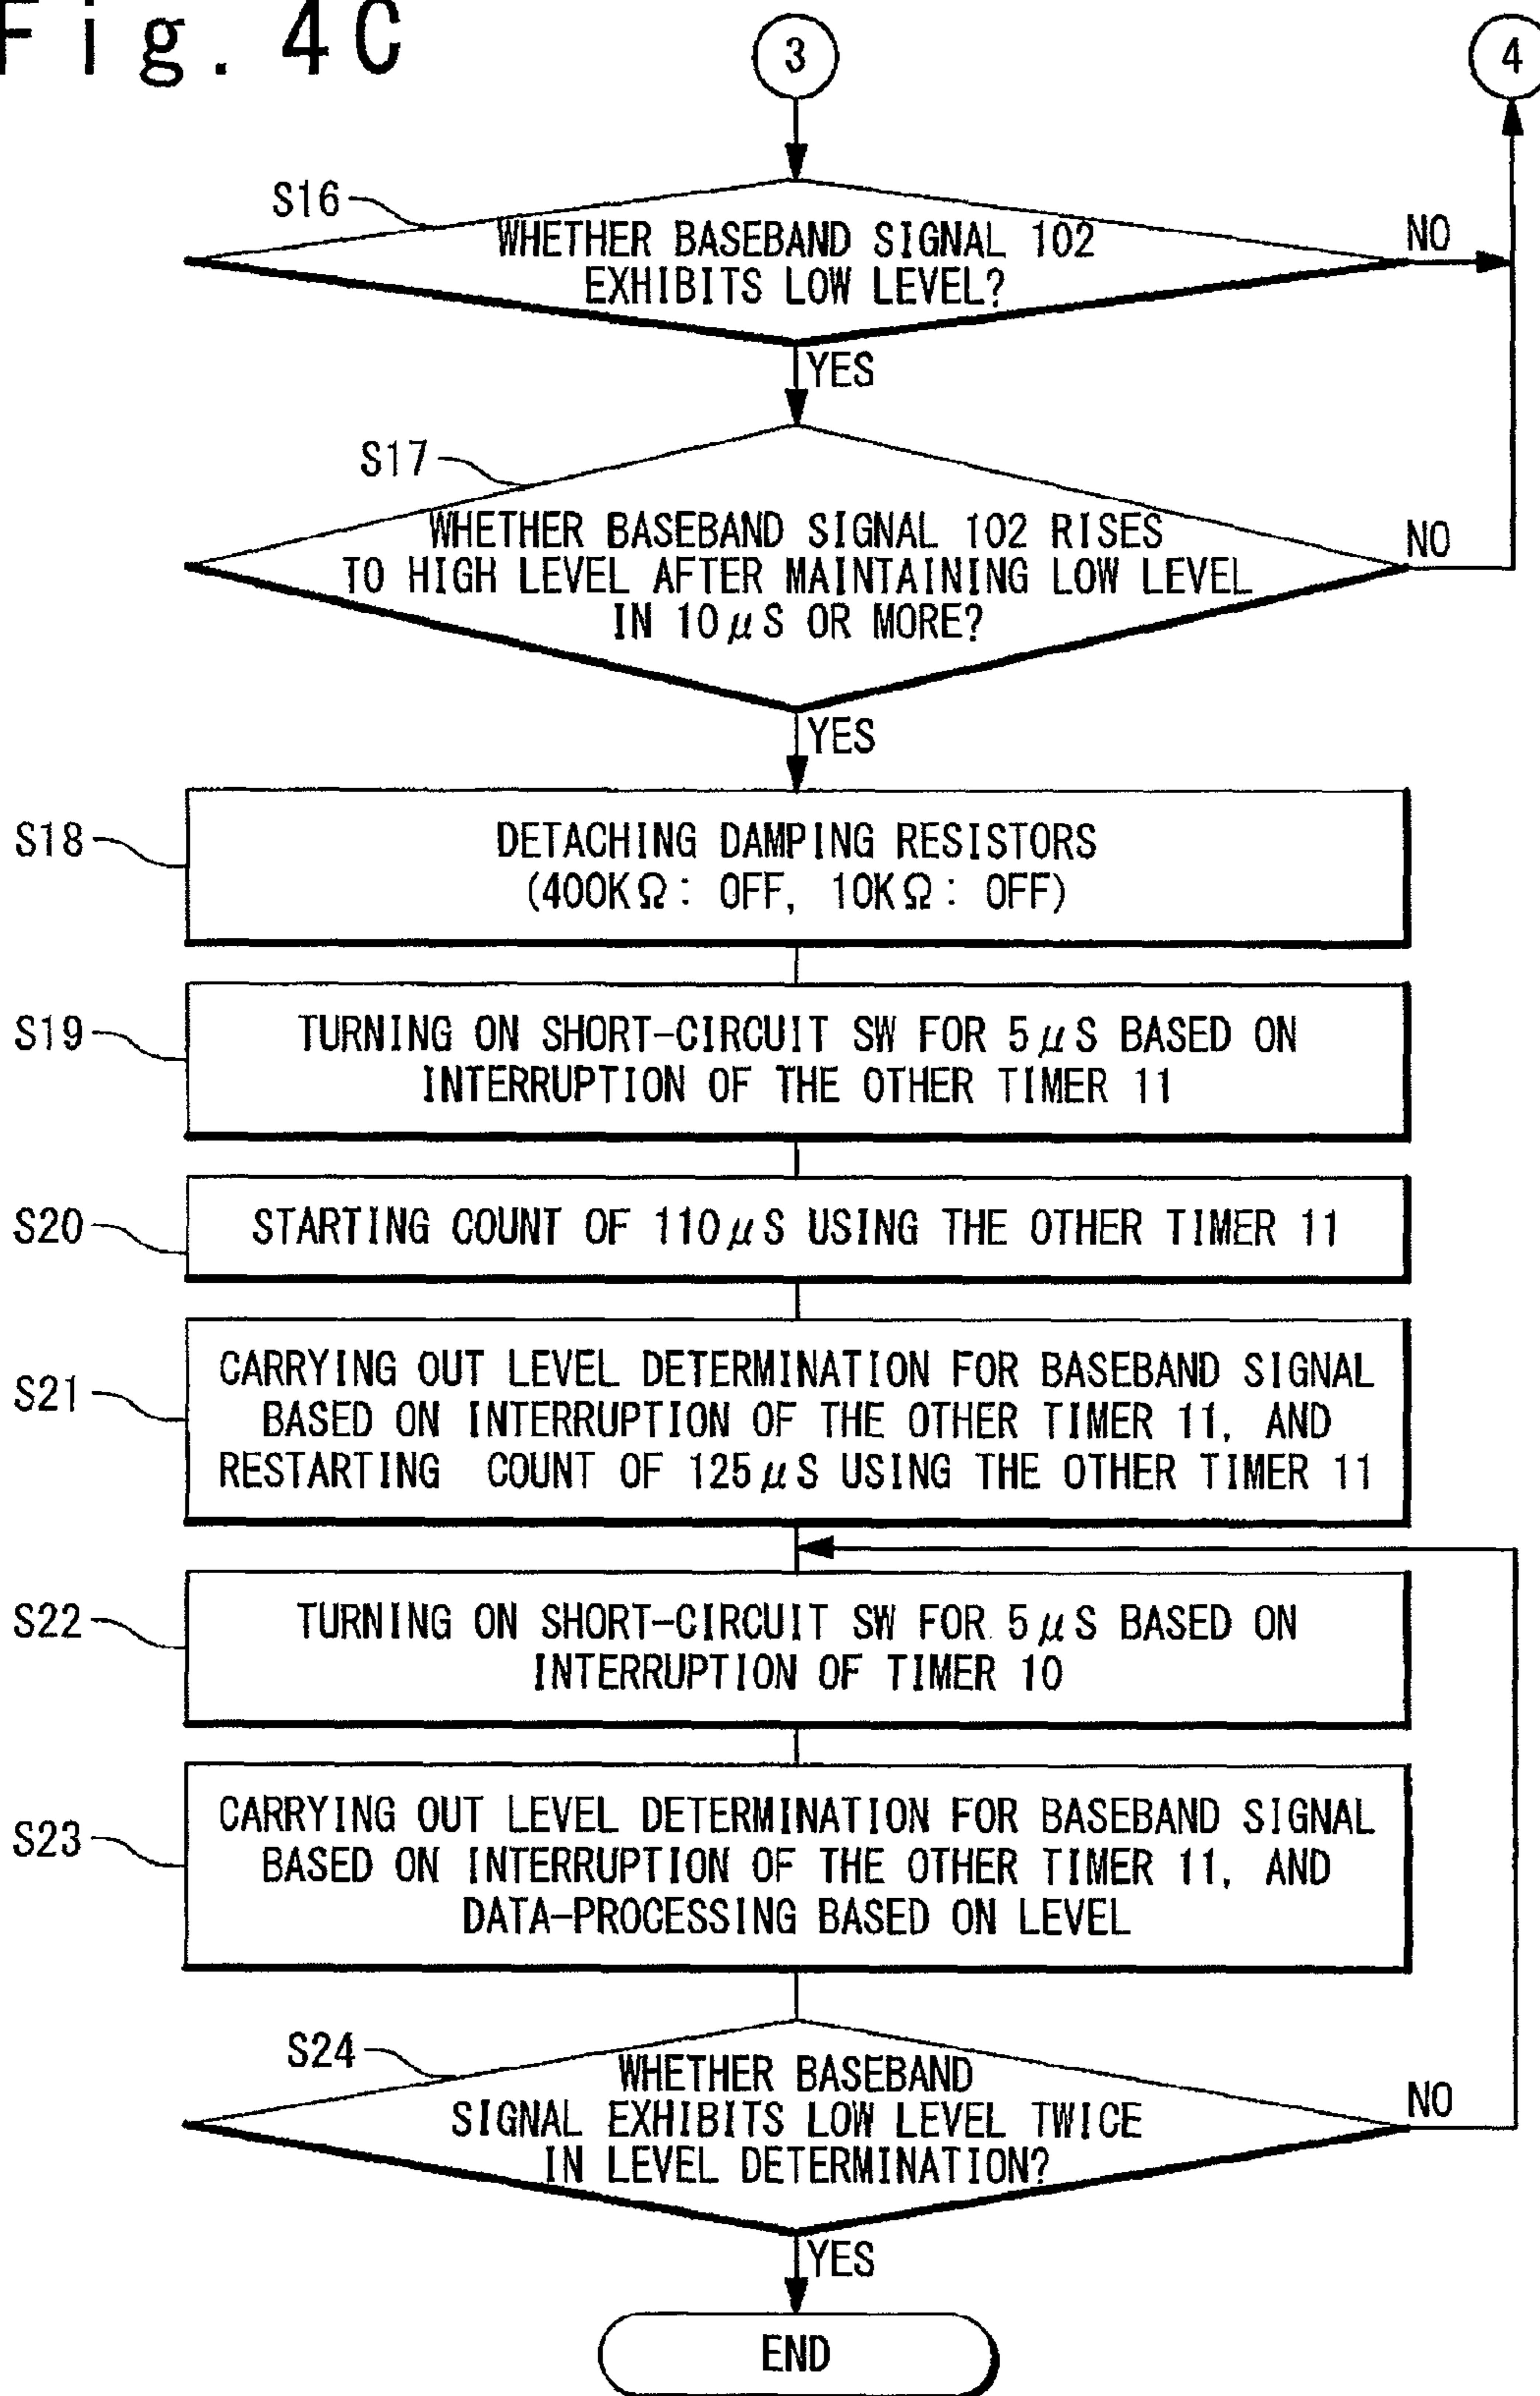 Fig. 4C
3
4
S16
WHETHER BASEBAND SIGNAL 102
EXHIBITS LOW LEVEL?
NO
YES
S17
WHETHER BASEBAND SIGNAL 102 RISES
TO HIGH LEVEL AFTER MAINTAINING LOW LEVEL
IN 10μS OR MORE?
NO
YES
S18
DETACHING DAMPING RESISTORS
(400KΩ: OFF, 10KΩ: OFF)
S19
TURNING ON SHORT-CIRCUIT SW FOR 5μS BASED ON
INTERRUPTION OF THE OTHER TIMER 11
S20
STARTING COUNT OF 110μS USING THE OTHER TIMER 11
S21
CARRYING OUT LEVEL DETERMINATION FOR BASEBAND SIGNAL
BASED ON INTERRUPTION OF THE OTHER TIMER 11, AND
RESTARTING COUNT OF 125μS USING THE OTHER TIMER 11
S22
TURNING ON SHORT-CIRCUIT SW FOR 5μS BASED ON
INTERRUPTION OF TIMER 10
S23
CARRYING OUT LEVEL DETERMINATION FOR BASEBAND SIGNAL
BASED ON INTERRUPTION OF THE OTHER TIMER 11, AND
DATA-PROCESSING BASED ON LEVEL
S24
WHETHER BASEBAND
SIGNAL EXHIBITS LOW LEVEL TWICE
IN LEVEL DETERMINATION?
NO
YES
END